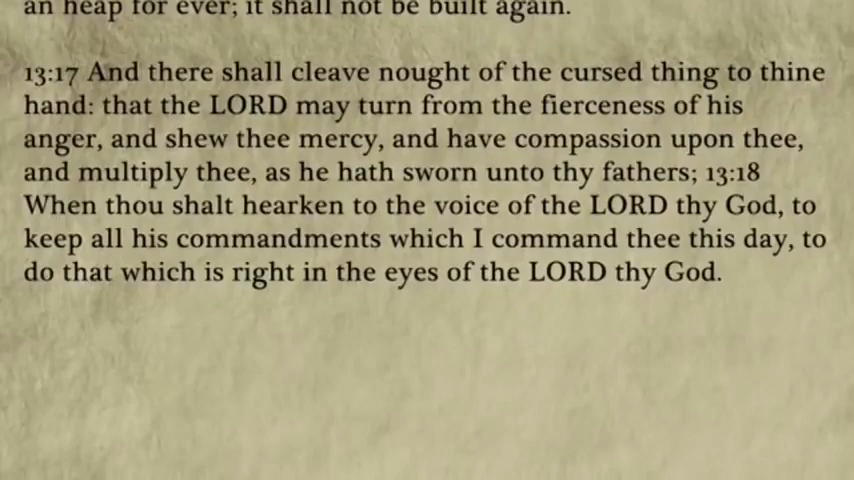 an heap for ever; it shall not be built again.
13:17 And there shall cleave nought of the cursed thing to thine
hand: that the LORD may turn from the fierceness of his
anger, and shew thee mercy, and have compassion upon thee,
and multiply thee, as he hath sworn unto thy fathers; 13:18
When thou shalt hearken to the voice of the LORD thy God, to
keep all his commandments which I command thee this day, to
do that which is right in the eyes of the LORD thy God.